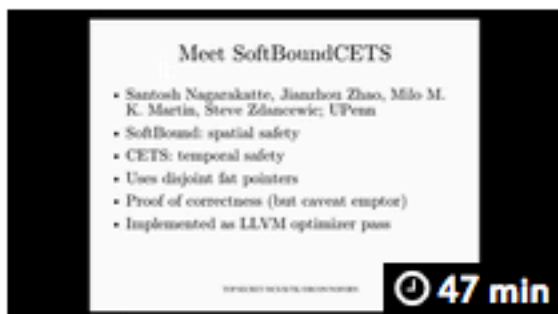 Meet SoftBoundCETS
• Santosh Nagarakatte, Jianzhou Zhao, Milo M.
K. Martin, Steve Zdancewic; UPenn
• SoftBound: spatial safety
• CETS: temporal safety
• Uses disjoint fat pointers
• Proof of correctness (but caveat emptor)
• Implemented as LLVM optimizer pass
47 min